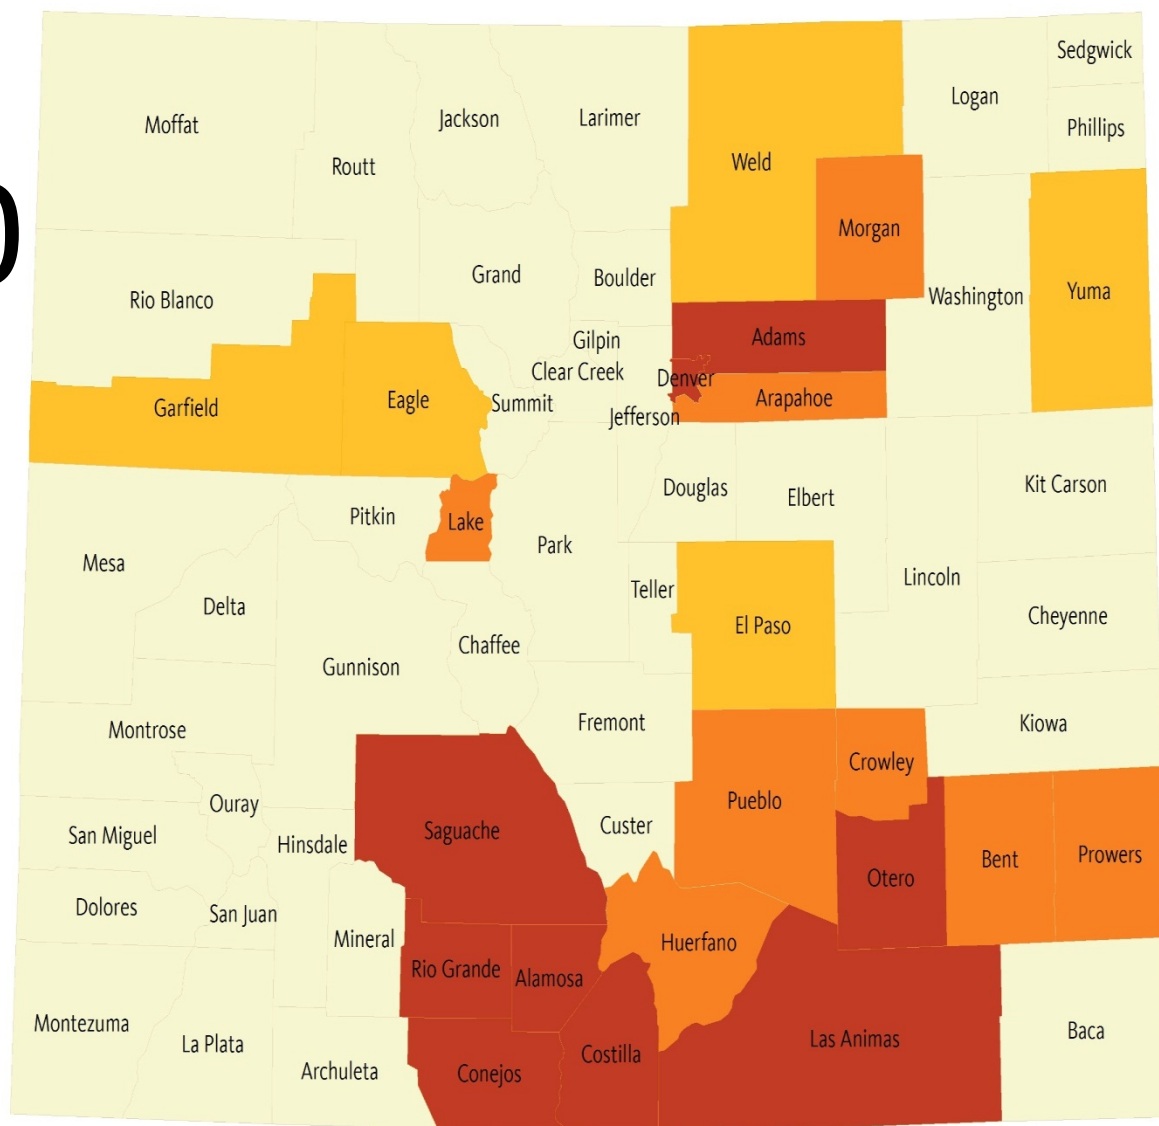 Sedgwick
Logan
Moffat
Jackson
Larimer
Phillips
Routt
Weld
Morgan
Grand
Boulder
Rio Blanco
Washington
Yuma
Gilpin
Adams
Clear Creek
Denver
Garfield
Eagle
Summit
Arapahoe
Jefferson
Pitkin
Lake
Douglas
Elbert
Kit Carson
Park
Mesa
Teller
Lincoln
Delta
Cheyenne
El Paso
Chaffee
Gunnison
Montrose
Fremont
Kiowa
Crowley
Ouray
Pueblo
San Miguel
Hinsdale
Saguache
Custer
Bent
Prowers
Otero
Dolores
San Juan
Mineral
Huerfano
Rio Grande
Alamosa
Montezuma
La Plata
Archuleta
Conejos
Costilla
Las Animas
Baca